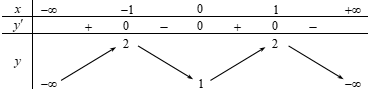 x −∞ −1 0 1 +∞
y′ + 0 − 0 + 0 −
2 2
y
−∞ 1 −∞